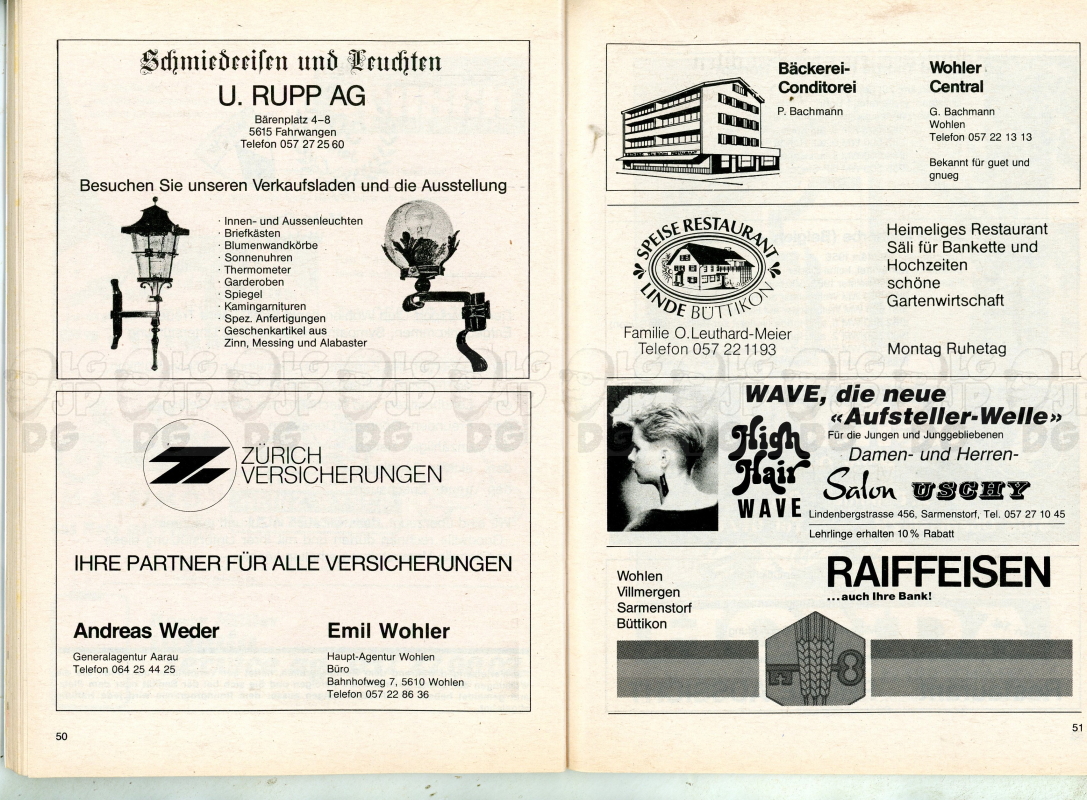 Schmiedeeisen und Leuchten
U. RUPP AG
Bärenplatz 4–8
5615 Fahrwangen
Telefon 057 27 25 60
Besuchen Sie unseren Verkaufsladen und die Ausstellung
· Innen- und Aussenleuchten
· Briefkästen
· Blumenwandkörbe
· Sonnenuhren
· Thermometer
· Garderoben
· Spiegel
· Kamingarnituren
· Spez. Anfertigungen
· Geschenkartikel aus
Zinn, Messing und Alabaster
ZÜRICH
VERSICHERUNGEN
IHRE PARTNER FÜR ALLE VERSICHERUNGEN
Andreas Weder
Generalagentur Aarau
Telefon 064 25 44 25
Emil Wohler
Haupt-Agentur Wohlen
Büro
Bahnhofweg 7, 5610 Wohlen
Telefon 057 22 86 36
50
Bäckerei-
Conditorei
P. Bachmann
Wohler
Central
G. Bachmann
Wohlen
Telefon 057 22 13 13
Bekannt für guet und
gnueg
SPEISE RESTAURANT
LINDE BÜTTIKON
Familie O. Leuthard-Meier
Telefon 057 22 11 93
Heimeliges Restaurant
Säli für Bankette und
Hochzeiten
schöne
Gartenwirtschaft
Montag Ruhetag
WAVE, die neue
«Aufsteller-Welle»
Für die Jungen und Junggebliebenen
Damen- und Herren-
High
Hair
WAVE
Salon USCHY
Lindenbergstrasse 456, Sarmenstorf, Tel. 057 27 10 45
Lehrlinge erhalten 10% Rabatt
Wohlen
Villmergen
Sarmenstorf
Büttikon
RAIFFEISEN
...auch Ihre Bank!
51
LG
JP
DG